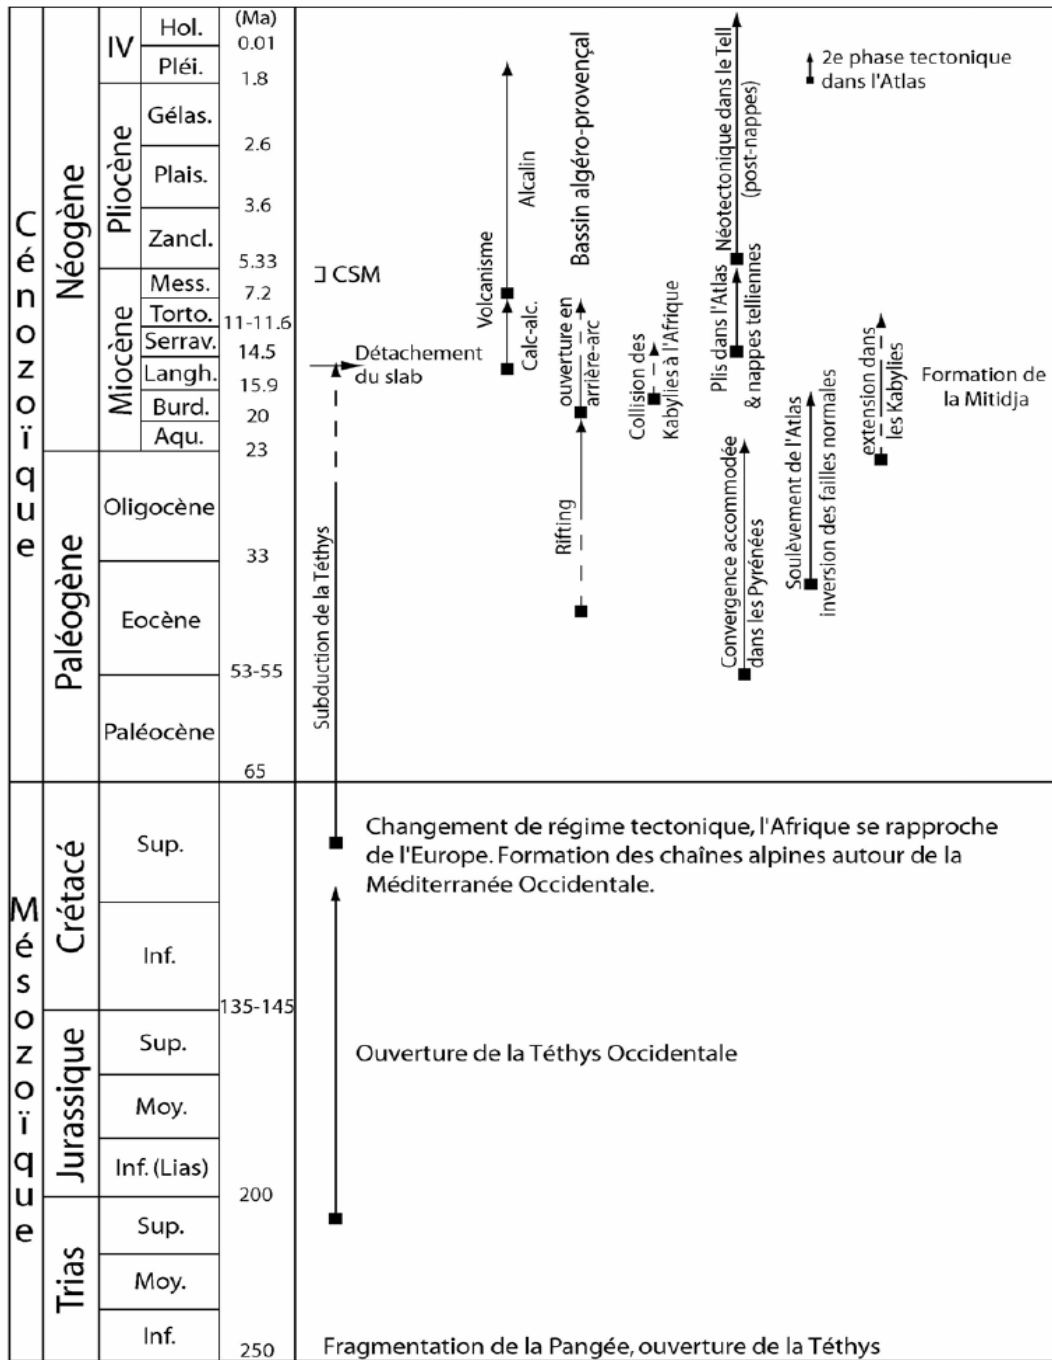 (Ma)
Cénozoïque
Néogène
IV
Hol.
0.01
Pléi.
1.8
Pliocène
Gélas.
2.6
Plais.
3.6
Zancl.
5.33
Miocène
Mess.
7.2
Torto.
11-11.6
Serrav.
14.5
Langh.
15.9
Burd.
20
Aqu.
23
Paléogène
Oligocène
33
Eocène
53-55
Paléocène
65
Mésozoïque
Crétacé
Sup.
Inf.
135-145
Jurassique
Sup.
Moy.
Inf. (Lias)
200
Trias
Sup.
Moy.
Inf.
250
CSM
Détachement
du slab
Subduction de la Téthys
Volcanisme
Alcalin
Calc-alc.
Bassin algéro-provençal
ouverture en
arrière-arc
Rifting
Collision des
Kabylies à l'Afrique
Néotectonique dans le Tell
(post-nappes)
Plis dans l'Atlas
& nappes telliennes
Convergence accommodée
dans les Pyrénées
2e phase tectonique
dans l'Atlas
Soulèvement de l'Atlas
inversion des failles normales
extension dans
les Kabylies
Formation de
la Mitidja
Changement de régime tectonique, l'Afrique se rapproche
de l'Europe. Formation des chaînes alpines autour de la
Méditerranée Occidentale.
Ouverture de la Téthys Occidentale
Fragmentation de la Pangée, ouverture de la Téthys